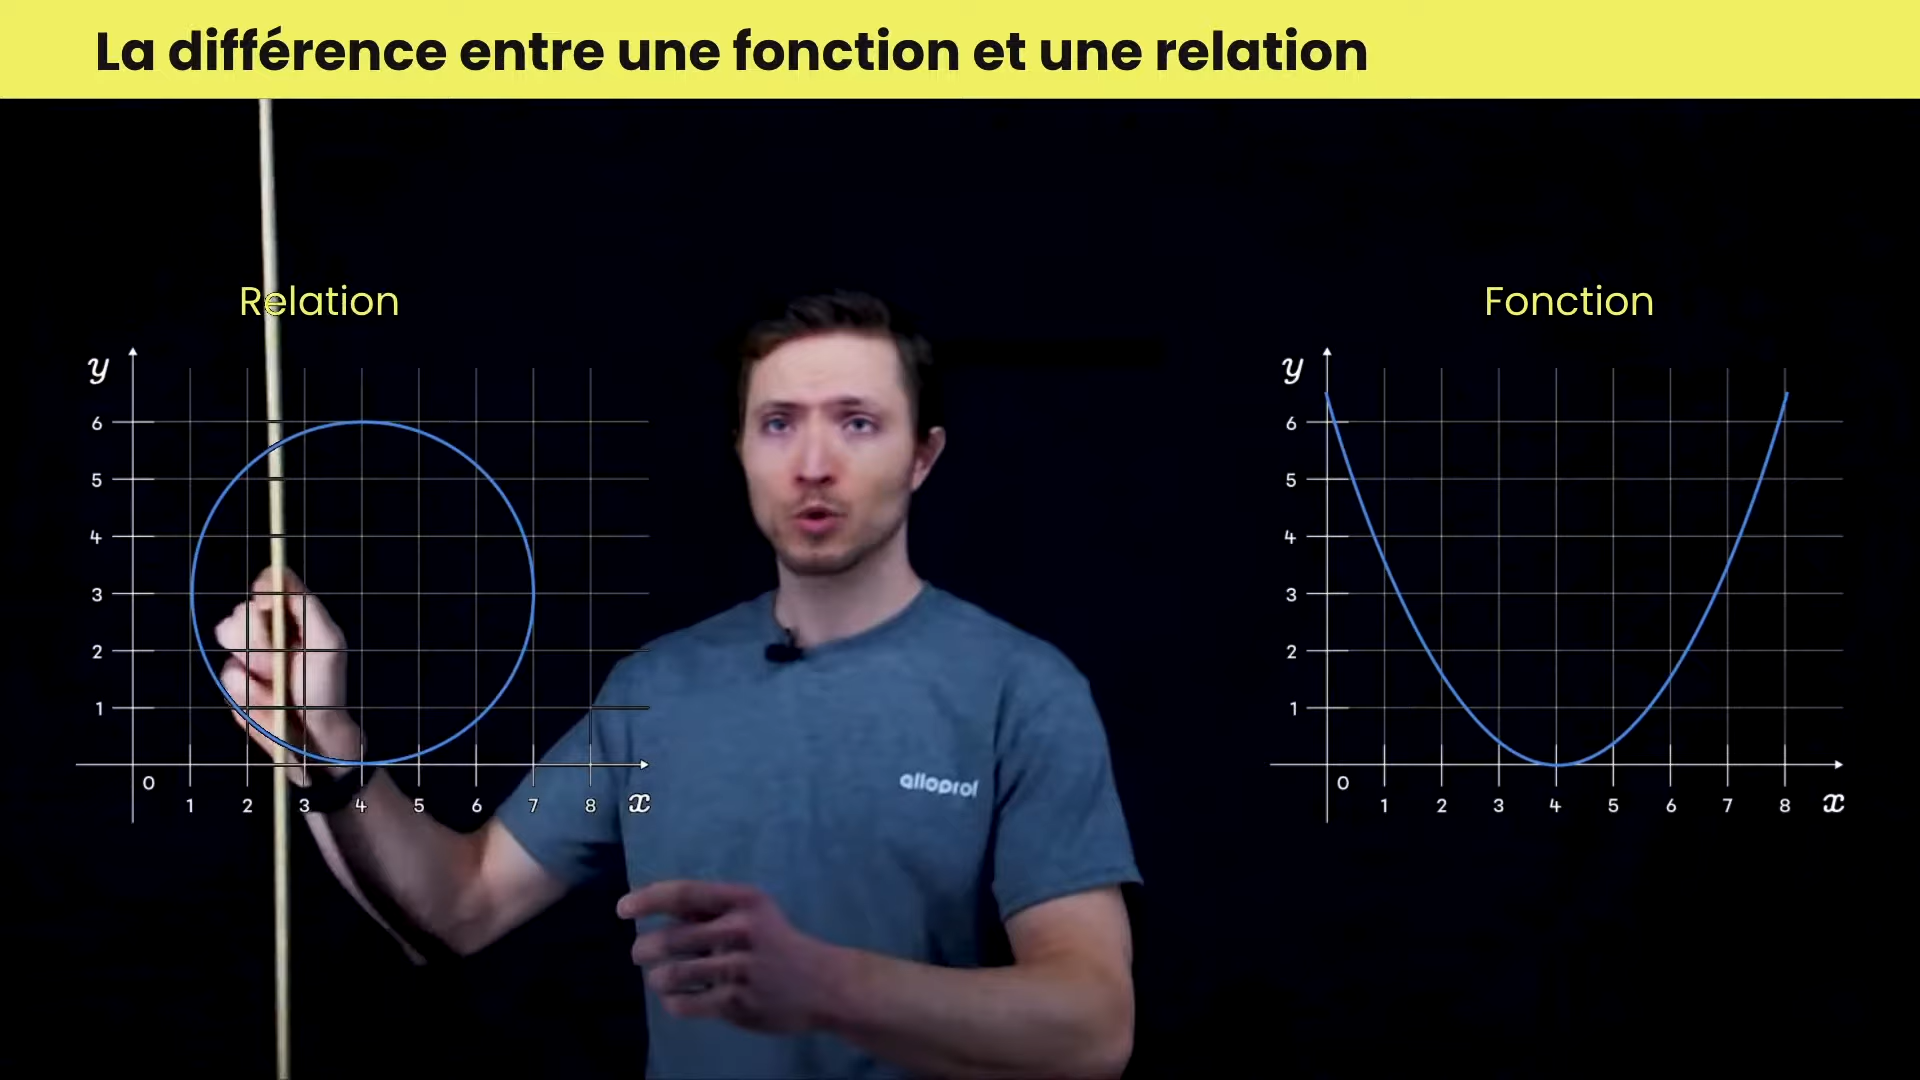 La différence entre une fonction et une relation
Relation
Fonction
y
6
5
4
3
2
1
0
1 2 3 4 5 6 7 8 x
y
6
5
4
3
2
1
0
1 2 3 4 5 6 7 8 x
alloprof